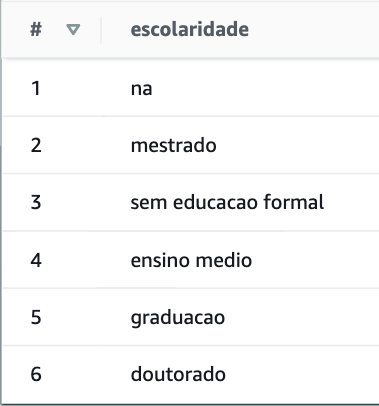 # escolaridade
1 na
2 mestrado
3 sem educacao formal
4 ensino medio
5 graduacao
6 doutorado